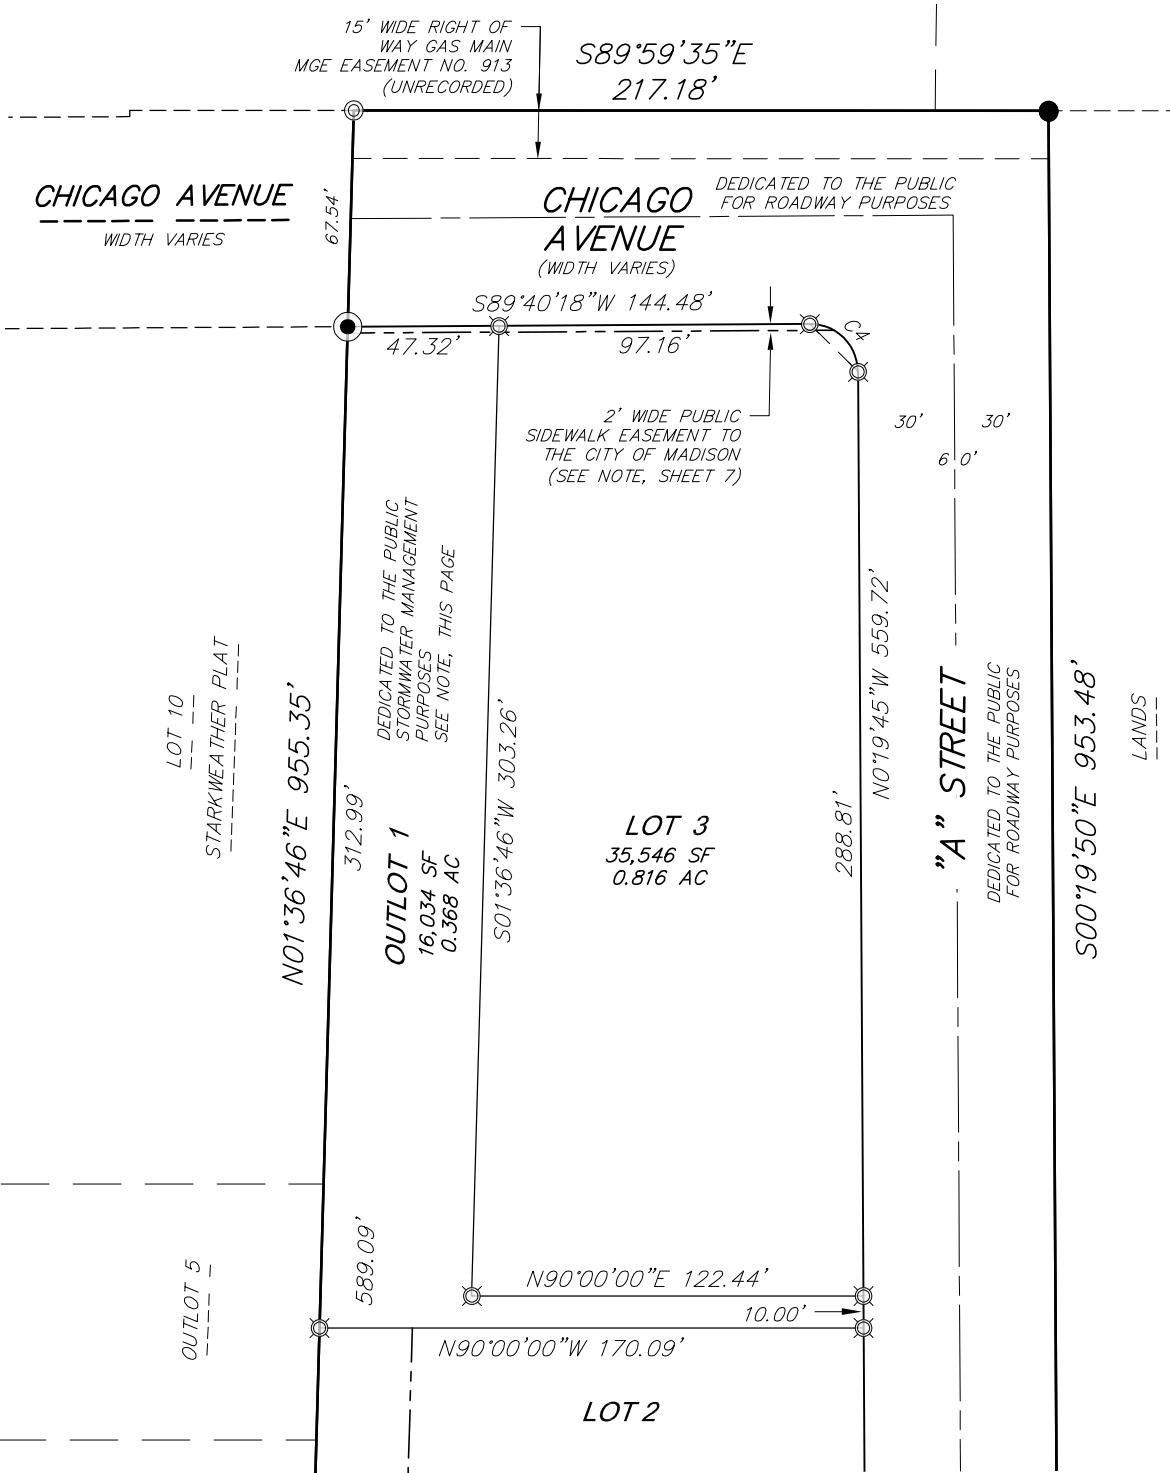 15' WIDE RIGHT OF
WAY GAS MAIN
MGE EASEMENT NO. 913
(UNRECORDED)
S89°59'35"E
217.18'
CHICAGO AVENUE
WIDTH VARIES
67.54'
CHICAGO
AVENUE
(WIDTH VARIES)
DEDICATED TO THE PUBLIC
FOR ROADWAY PURPOSES
S89°40'18"W 144.48'
47.32'
97.16'
C4
2' WIDE PUBLIC
SIDEWALK EASEMENT TO
THE CITY OF MADISON
(SEE NOTE, SHEET 7)
30'
30'
60'
DEDICATED TO THE PUBLIC
STORMWATER MANAGEMENT
PURPOSES
SEE NOTE, THIS PAGE
LOT 10
STARKWEATHER PLAT
N01°36'46"E 955.35'
312.99'
OUTLOT 1
16,034 SF
0.368 AC
S01°36'46"W 303.26'
LOT 3
35,546 SF
0.816 AC
288.81'
N0°19'45"W 559.72'
"A" STREET
DEDICATED TO THE PUBLIC
FOR ROADWAY PURPOSES
S00°19'50"E 953.48'
LANDS
OUTLOT 5
589.09'
N90°00'00"E 122.44'
10.00'
N90°00'00"W 170.09'
LOT 2